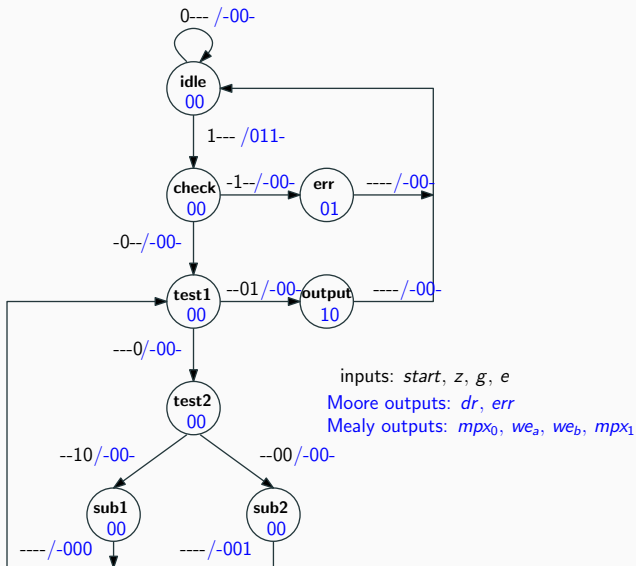 0--- /-00-
idle
00
1--- /011-
check
00
-1--/-00-
err
01
----/-00-
-0--/-00-
test1
00
--01/-00-
output
10
----/-00-
---0/-00-
inputs: start, z, g, e
Moore outputs: dr, err
Mealy outputs: mpx₀, weₐ, we_b, mpx₁
test2
00
--10/-00-
--00/-00-
sub1
00
sub2
00
----/-000
----/-001